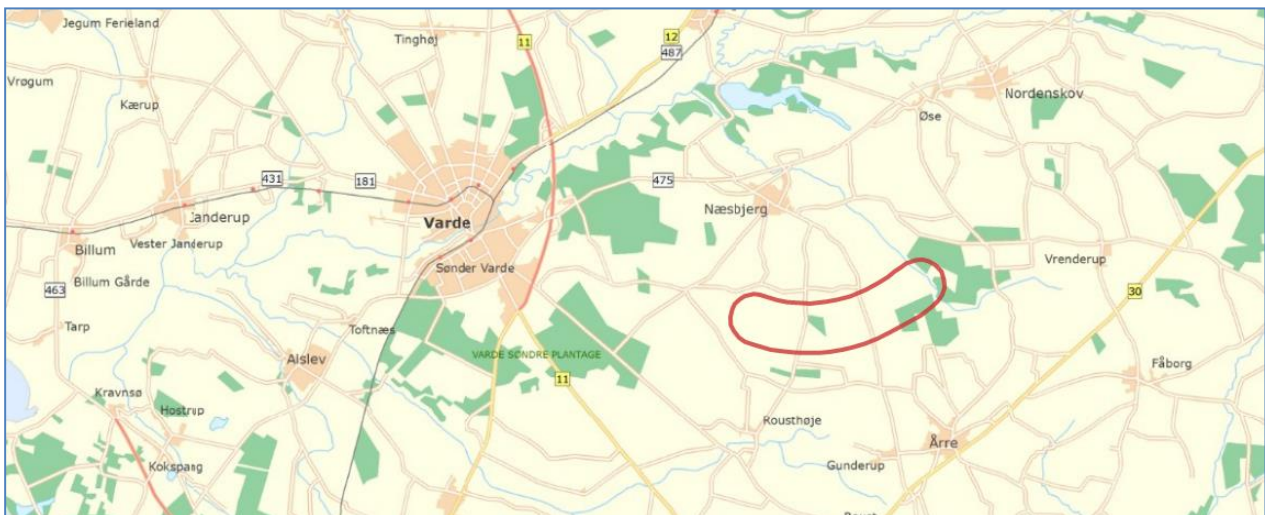 Jegum Ferieland
Tinghøj
11
12
487
Vrøgum
Kærup
Nordenskov
Øse
431
181
475
Janderup
Varde
Næsbjerg
Billum
Vester Janderup
Sønder Varde
Vrenderup
Billum Gårde
463
30
Tarp
Toftnæs
Alslev
VARDE SØNDRE PLANTAGE
11
Fåborg
Kravnsø
Hostrup
Rousthøje
Årre
Kokspang
Gunderup